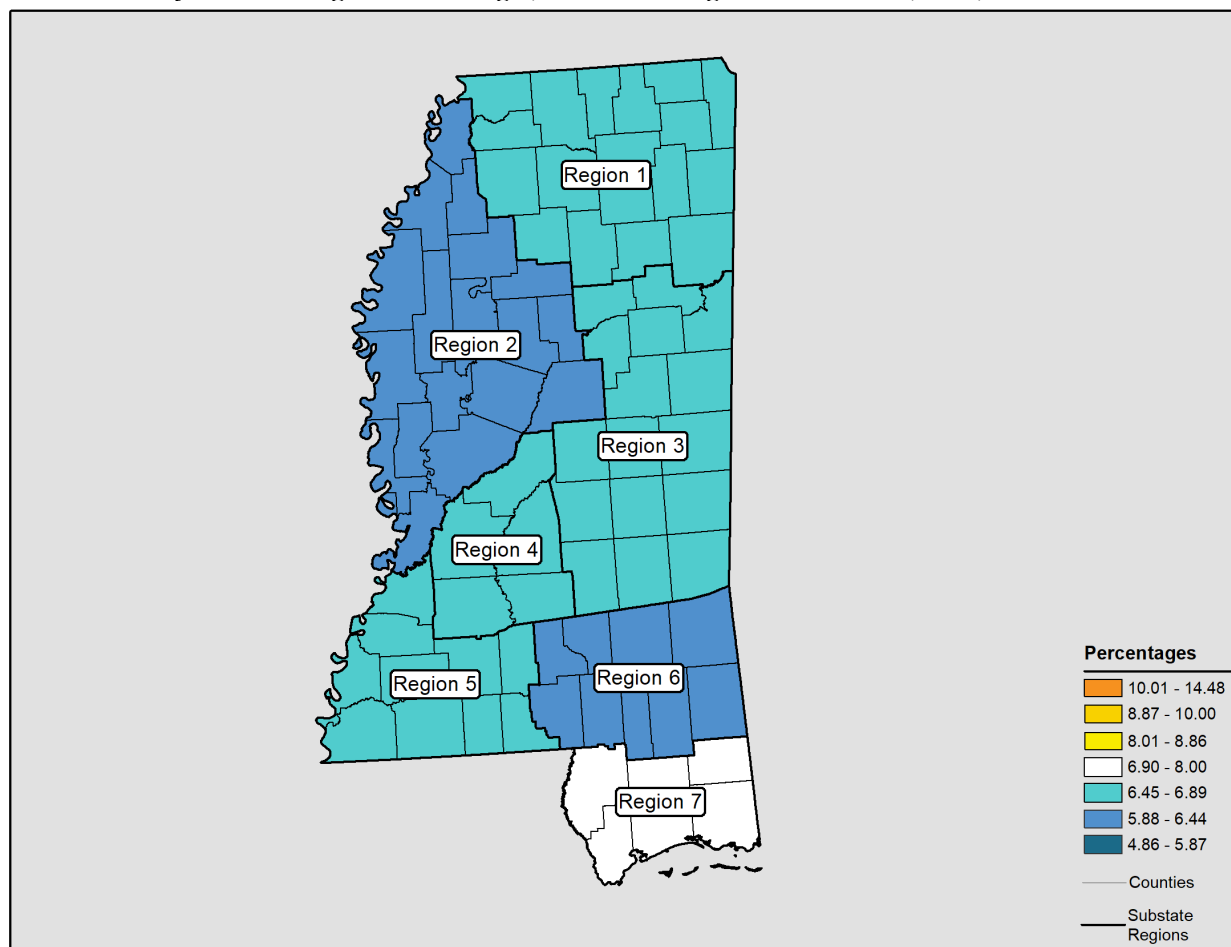 Region 1
Region 2
Region 3
Region 4
Region 5
Region 6
Region 7
Percentages
10.01 - 14.48
8.87 - 10.00
8.01 - 8.86
6.90 - 8.00
6.45 - 6.89
5.88 - 6.44
4.86 - 5.87
Counties
Substate
Regions